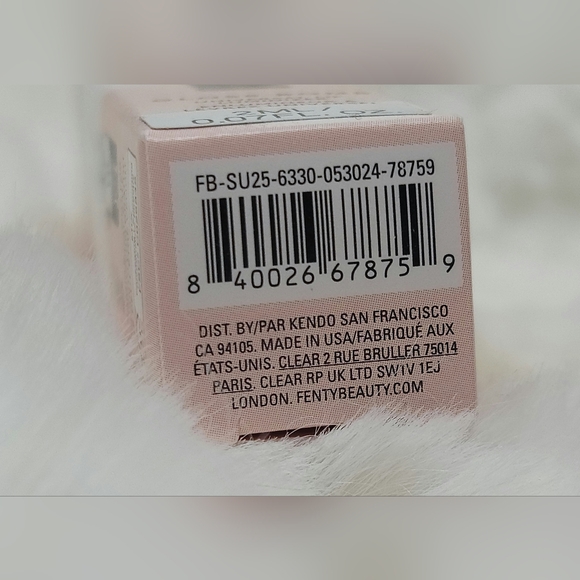 0.07 FL. OZ
FB-SU25-6330-053024-78759
8 40026 67875 9
DIST. BY/PAR KENDO SAN FRANCISCO
CA 94105. MADE IN USA/FABRIQUÉ AUX
ÉTATS-UNIS. CLEAR 2 RUE BRULLER 75014
PARIS. CLEAR RP UK LTD SW1V 1EJ
LONDON. FENTYBEAUTY.COM